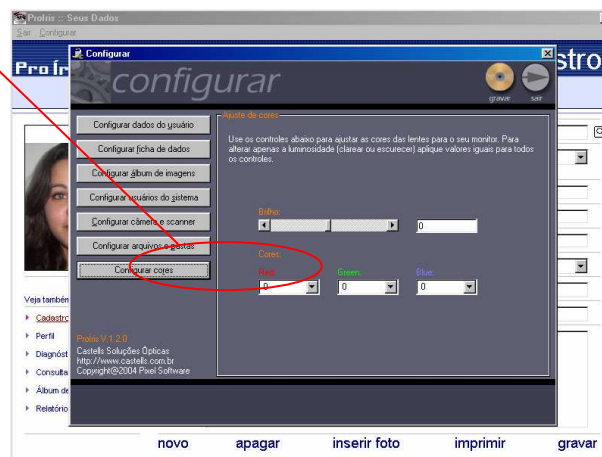 ProIris :: Seus Dados
Sair Configurar
Pro Ír
stro
Configurar
configurar
gravar
sair
Configurar dados do usuário
Configurar ficha de dados
Configurar álbum de imagens
Configurar usuários do sistema
Configurar câmera e scanner
Configurar arquivos e pastas
Configurar cores
Ajuste de cores
Use os controles abaixo para ajustar as cores das lentes para o seu monitor. Para
alterar apenas a luminosidade (clarear ou escurecer) aplique valores iguais para todos
os controles.
Brilho:
0
Cores:
Red:
Green:
Blue:
0
0
0
ProIris V.1.2.0
Castells Soluções Ópticas
http://www.castells.com.br
Copyright@2004 Pixel Software
Veja també
Cadastro
Perfil
Diagnóst
Consulta
Álbum de
Relatório
novo
apagar
inserir foto
imprimir
gravar